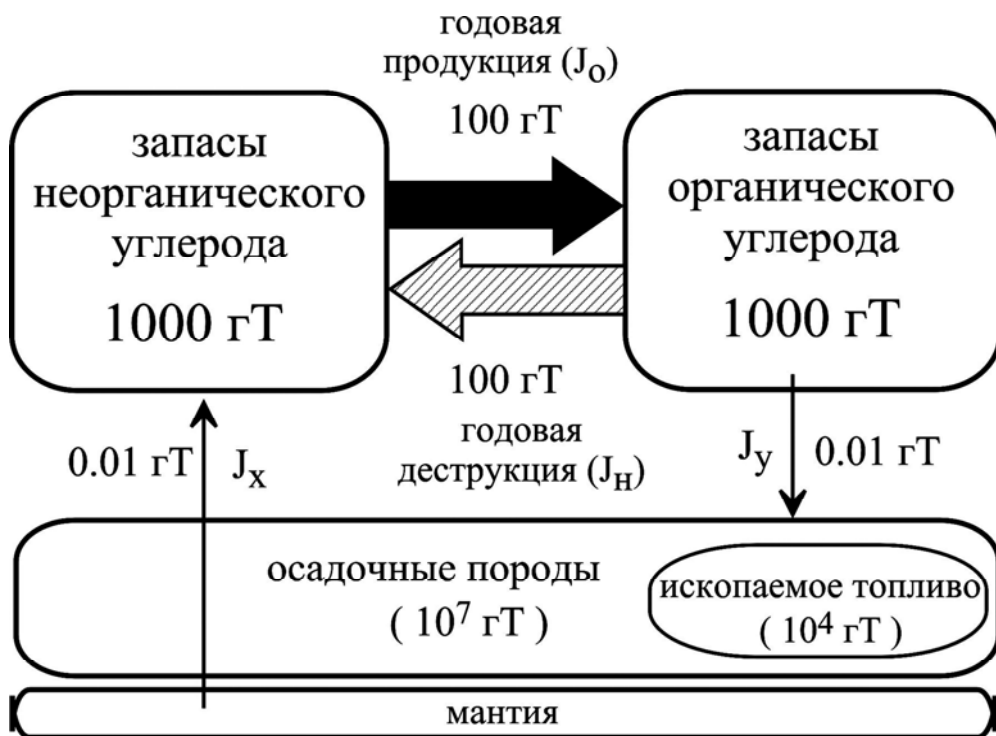 годовая
продукция (Jо)
100 гТ
запасы
неорганического
углерода
1000 гТ
запасы
органического
углерода
1000 гТ
100 гТ
годовая
деструкция (Jн)
0.01 гТ
Jx
Jy
0.01 гТ
осадочные породы
( 10⁷ гТ )
ископаемое топливо
( 10⁴ гТ )
мантия